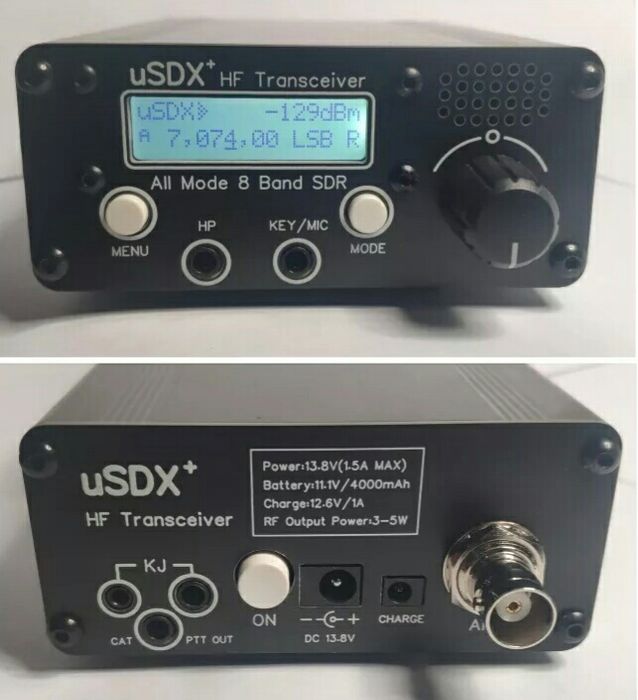 uSDX+ HF Transceiver
uSDX» -129dBm
A 7,074,00 LSB R
All Mode 8 Band SDR
MENU
HP
KEY/MIC
MODE
uSDX+
HF Transceiver
Power:13.8V(1.5A MAX)
Battery:11.1V/4000mAh
Charge:12.6V/1A
RF Output Power:3-5W
KJ
CAT
PTT OUT
ON
DC 13.8V
CHARGE